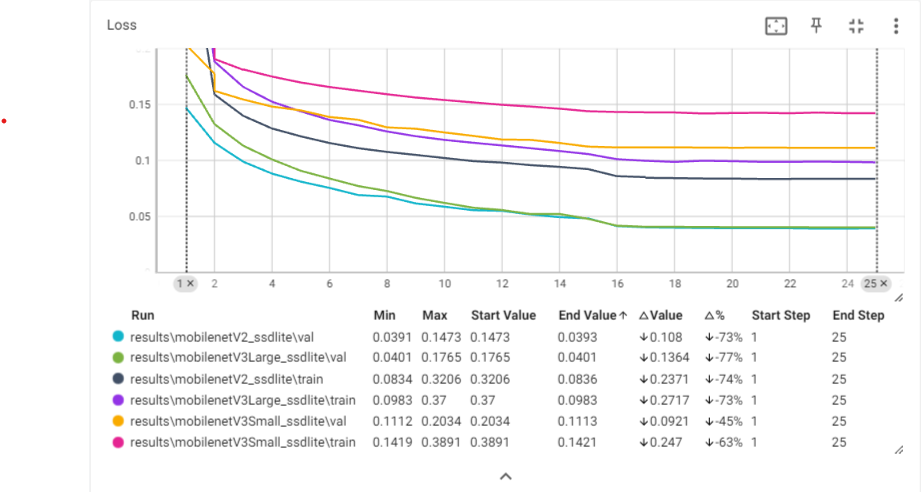 Loss
0.15
0.1
0.05
1 × 2 4 6 8 10 12 14 16 18 20 22 24 25 ×
Run Min Max Start Value End Value↑ △Value △% Start Step End Step
results\mobilenetV2_ssdlite\val 0.0391 0.1473 0.1473 0.0393 ↓0.108 ↓-73% 1 25
results\mobilenetV3Large_ssdlite\val 0.0401 0.1765 0.1765 0.0401 ↓0.1364 ↓-77% 1 25
results\mobilenetV2_ssdlite\train 0.0834 0.3206 0.3206 0.0836 ↓0.2371 ↓-74% 1 25
results\mobilenetV3Large_ssdlite\train 0.0983 0.37 0.37 0.0983 ↓0.2717 ↓-73% 1 25
results\mobilenetV3Small_ssdlite\val 0.1112 0.2034 0.2034 0.1113 ↓0.0921 ↓-45% 1 25
results\mobilenetV3Small_ssdlite\train 0.1419 0.3891 0.3891 0.1421 ↓0.247 ↓-63% 1 25